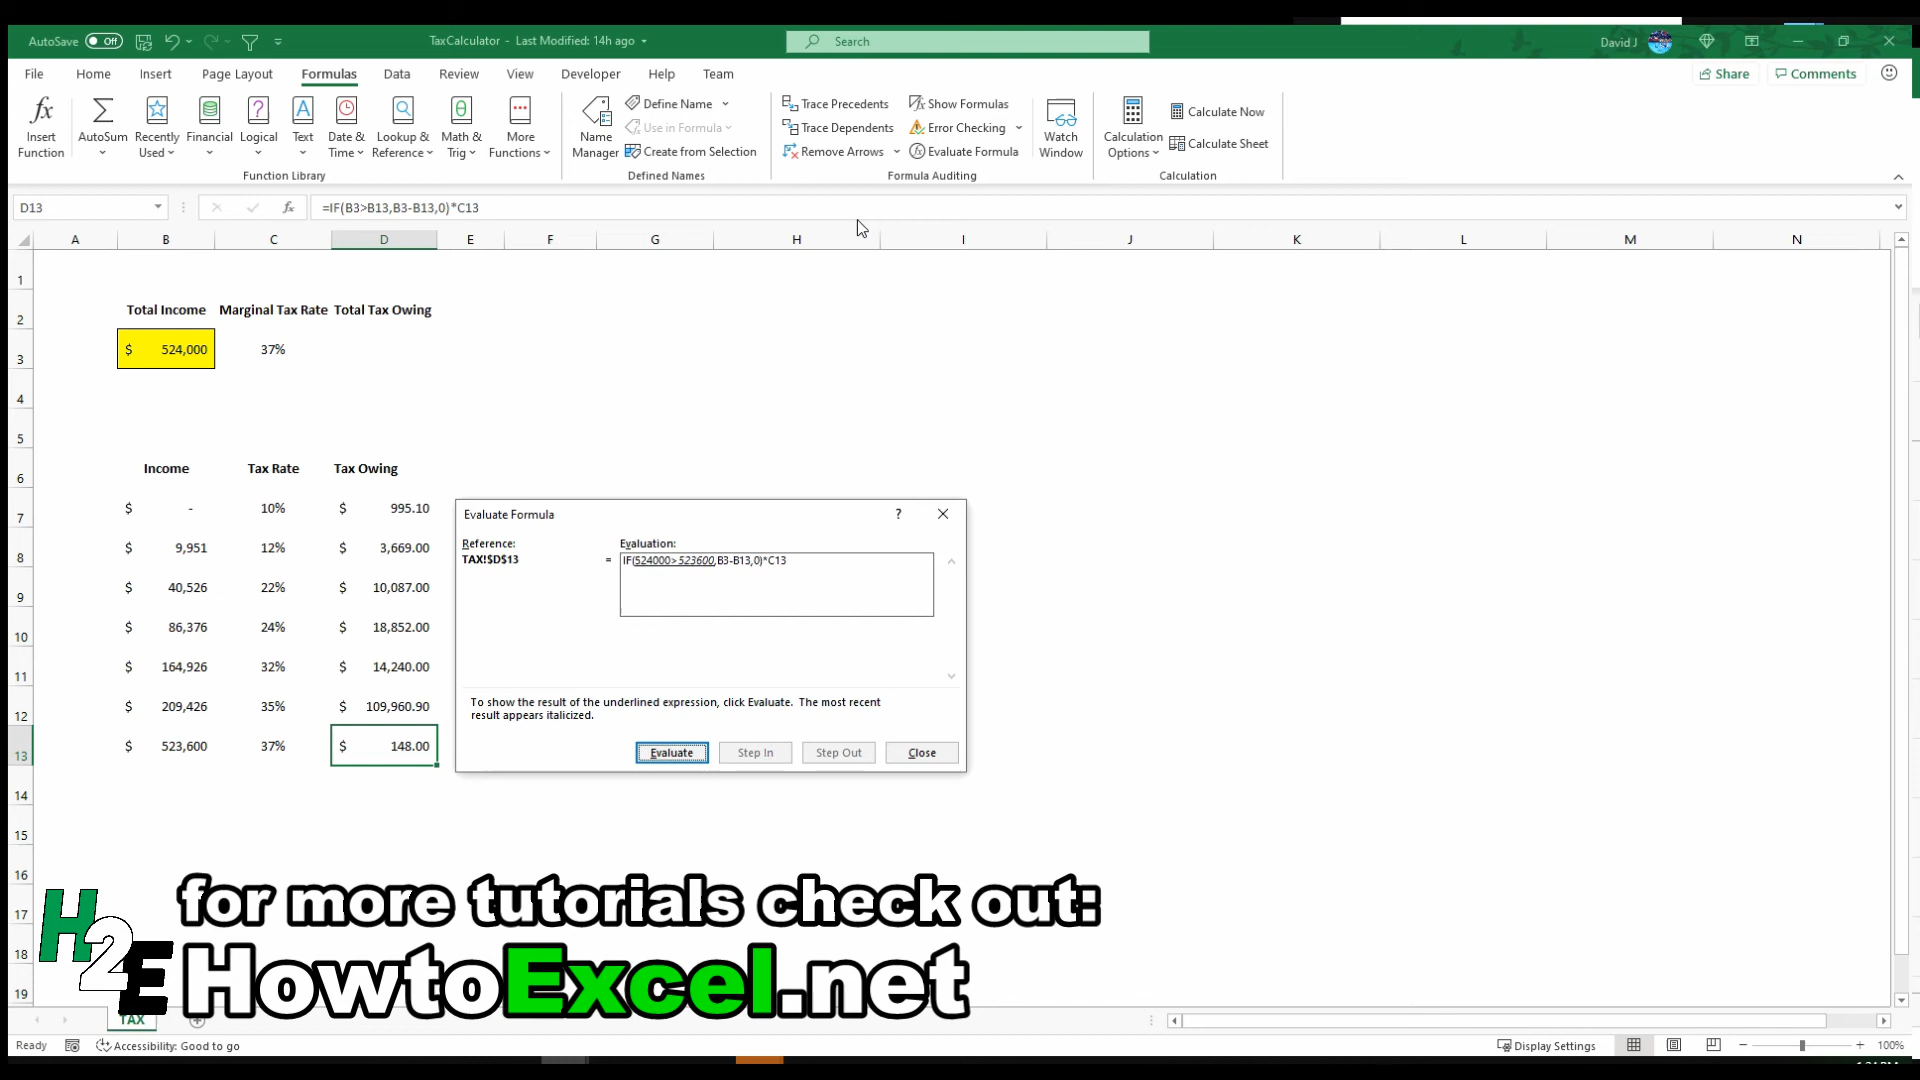 AutoSave Off
TaxCalculator - Last Modified: 14h ago
Search
David J
File Home Insert Page Layout Formulas Data Review View Developer Help Team
Share Comments
fx Insert Function
Σ AutoSum
Recently Used
Financial
Logical
Text
Date & Time
Lookup & Reference
Math & Trig
More Functions
Function Library
Name Manager
Define Name
Use in Formula
Create from Selection
Defined Names
Trace Precedents
Trace Dependents
Remove Arrows
Show Formulas
Error Checking
Evaluate Formula
Formula Auditing
Watch Window
Calculation Options
Calculate Now
Calculate Sheet
Calculation
D13 fx =IF(B3>B13,B3-B13,0)*C13
A B C D E F G H I J K L M N
1
2 Total Income Marginal Tax Rate Total Tax Owing
3 $ 524,000 37%
4
5
6 Income Tax Rate Tax Owing
7 $ - 10% $ 995.10
8 $ 9,951 12% $ 3,669.00
9 $ 40,526 22% $ 10,087.00
10 $ 86,376 24% $ 18,852.00
11 $ 164,926 32% $ 14,240.00
12 $ 209,426 35% $ 109,960.90
13 $ 523,600 37% $ 148.00
14
15
16
17
18
19
Evaluate Formula ?
Reference: Evaluation:
TAX!$D$13 = IF(524000>523600,B3-B13,0)*C13
To show the result of the underlined expression, click Evaluate. The most recent
result appears italicized.
Evaluate Step In Step Out Close
H2E
for more tutorials check out:
HowtoExcel.net
TAX
Ready Accessibility: Good to go
Display Settings 100%